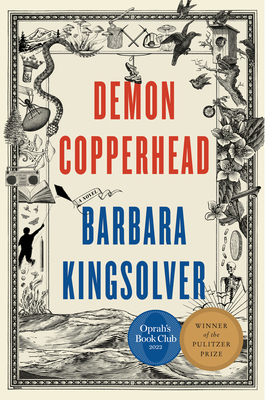 DEMON
COPPERHEAD
A NOVEL
BARBARA
KINGSOLVER
Oprah's
Book Club
2022
WINNER
of the
PULITZER
PRIZE